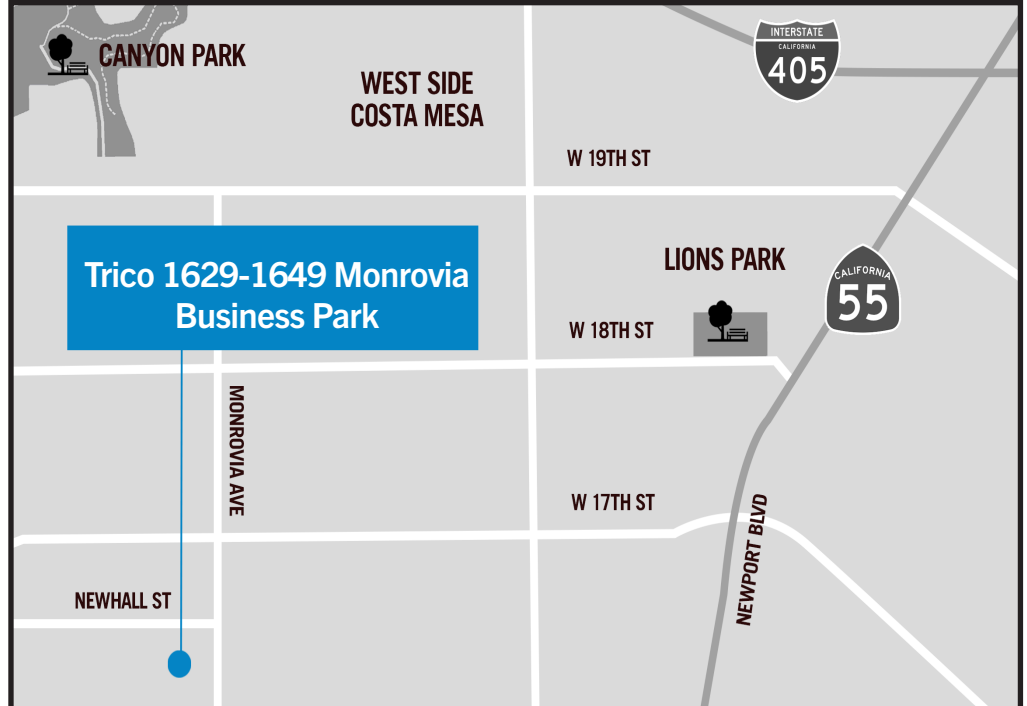 CANYON PARK
WEST SIDE
COSTA MESA
INTERSTATE
CALIFORNIA
405
W 19TH ST
LIONS PARK
CALIFORNIA
55
Trico 1629-1649 Monrovia
Business Park
W 18TH ST
MONROVIA AVE
W 17TH ST
NEWPORT BLVD
NEWHALL ST